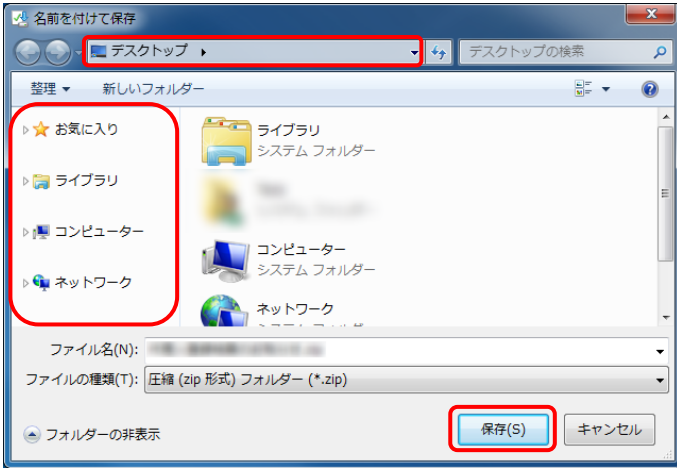 名前を付けて保存
デスクトップ
デスクトップの検索
整理 新しいフォルダー
お気に入り
ライブラリ
コンピューター
ネットワーク
ライブラリ
システム フォルダー
コンピューター
システム フォルダー
ネットワーク
ファイル名(N):
ファイルの種類(T): 圧縮 (zip 形式) フォルダー (*.zip)
フォルダーの非表示
保存(S)
キャンセル